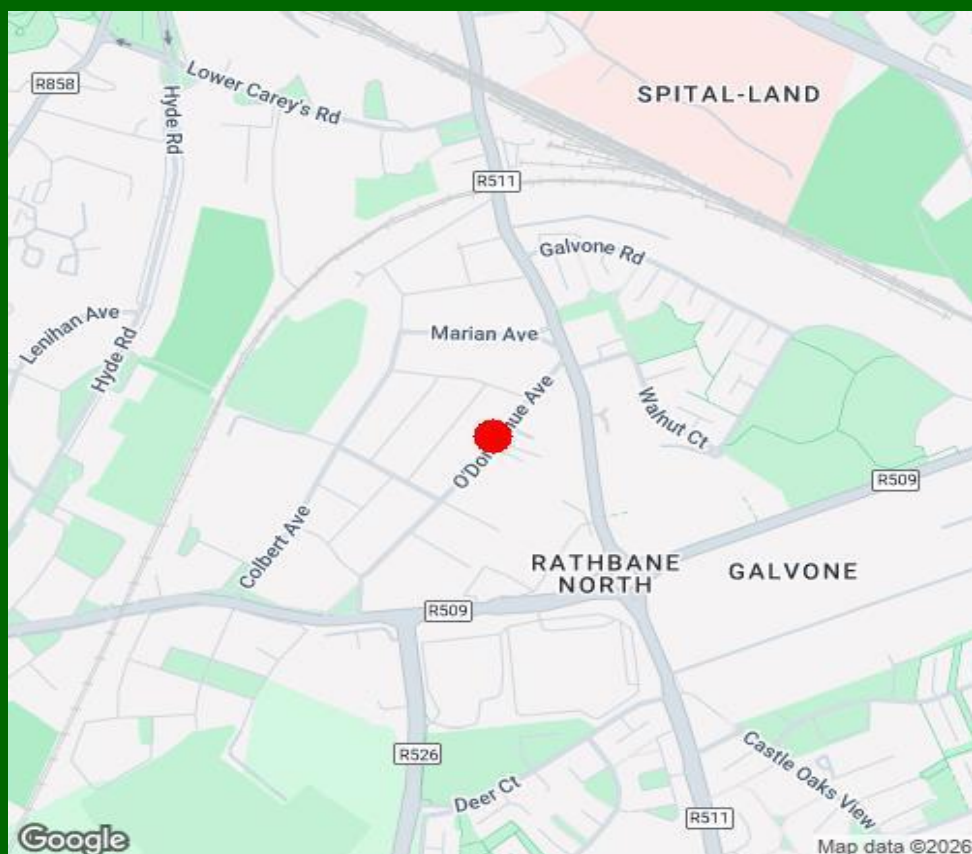 R858
Lower Carey's Rd
Hyde Rd
SPITAL-LAND
R511
Galvone Rd
Lenihan Ave
Hyde Rd
Marian Ave
Walnut Ct
Colbert Ave
R509
RATHBANE
NORTH
GALVONE
R509
R526
Deer Ct
Castle Oaks View
R511
Google
Map data ©2026